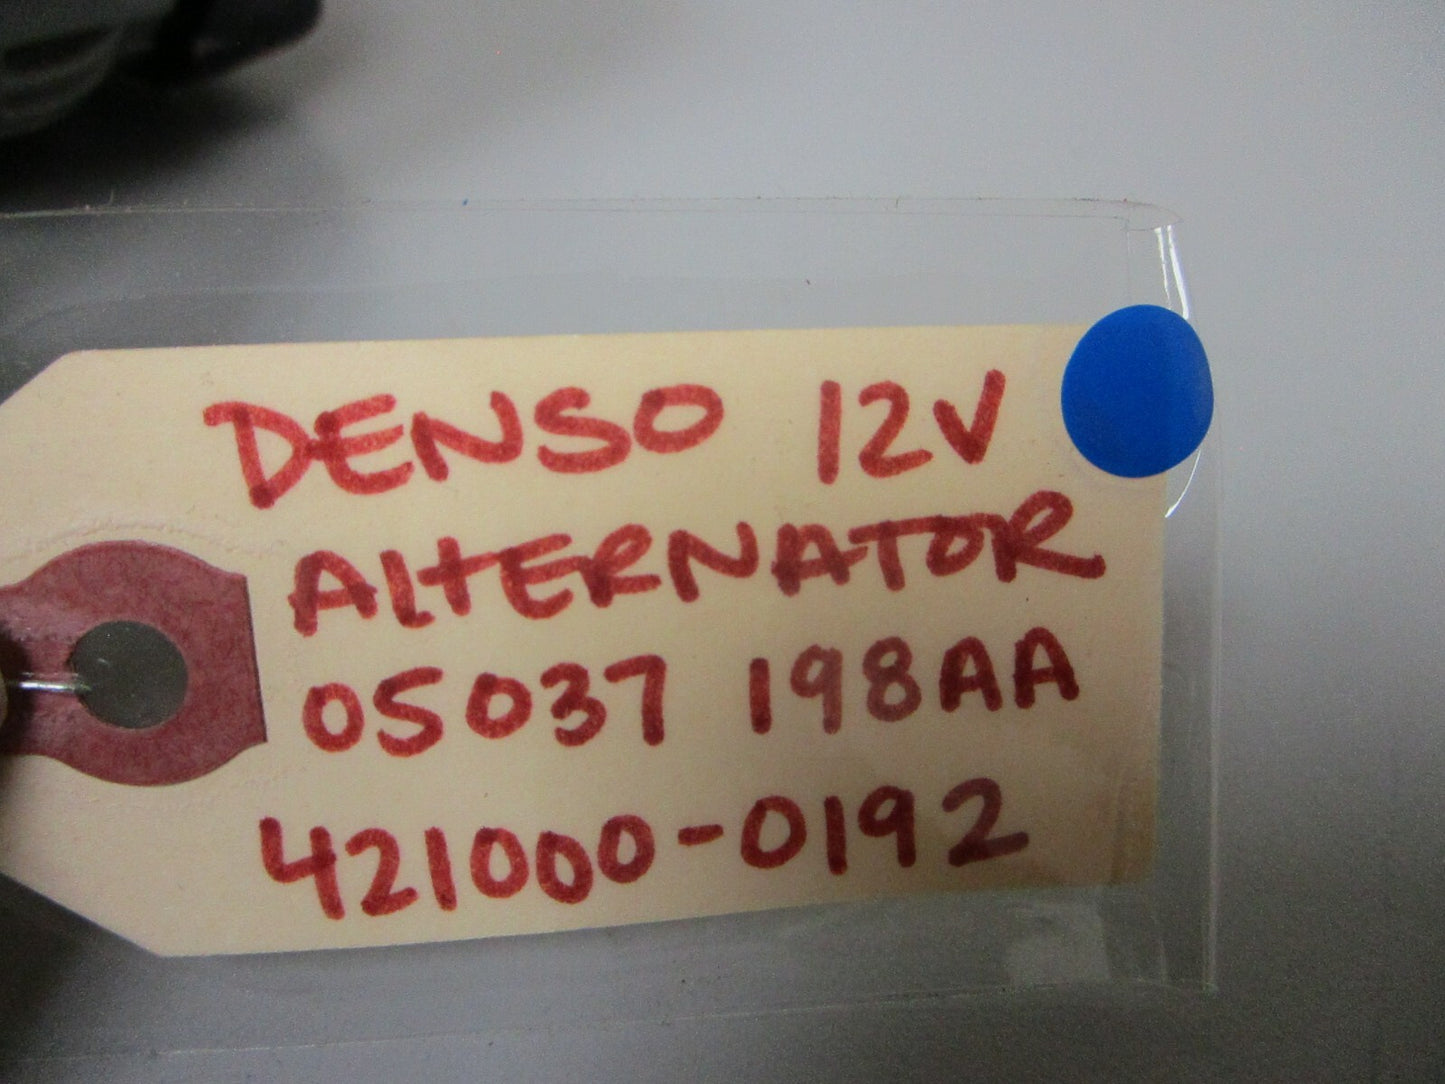 DENSO 12V
ALTERNATOR
05037 198AA
421000-0192